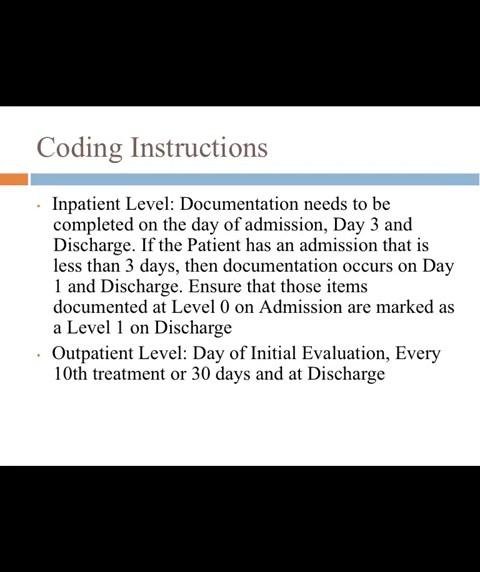 Coding Instructions
Inpatient Level: Documentation needs to be
completed on the day of admission, Day 3 and
Discharge. If the Patient has an admission that is
less than 3 days, then documentation occurs on Day
1 and Discharge. Ensure that those items
documented at Level 0 on Admission are marked as
a Level 1 on Discharge
Outpatient Level: Day of Initial Evaluation, Every
10th treatment or 30 days and at Discharge